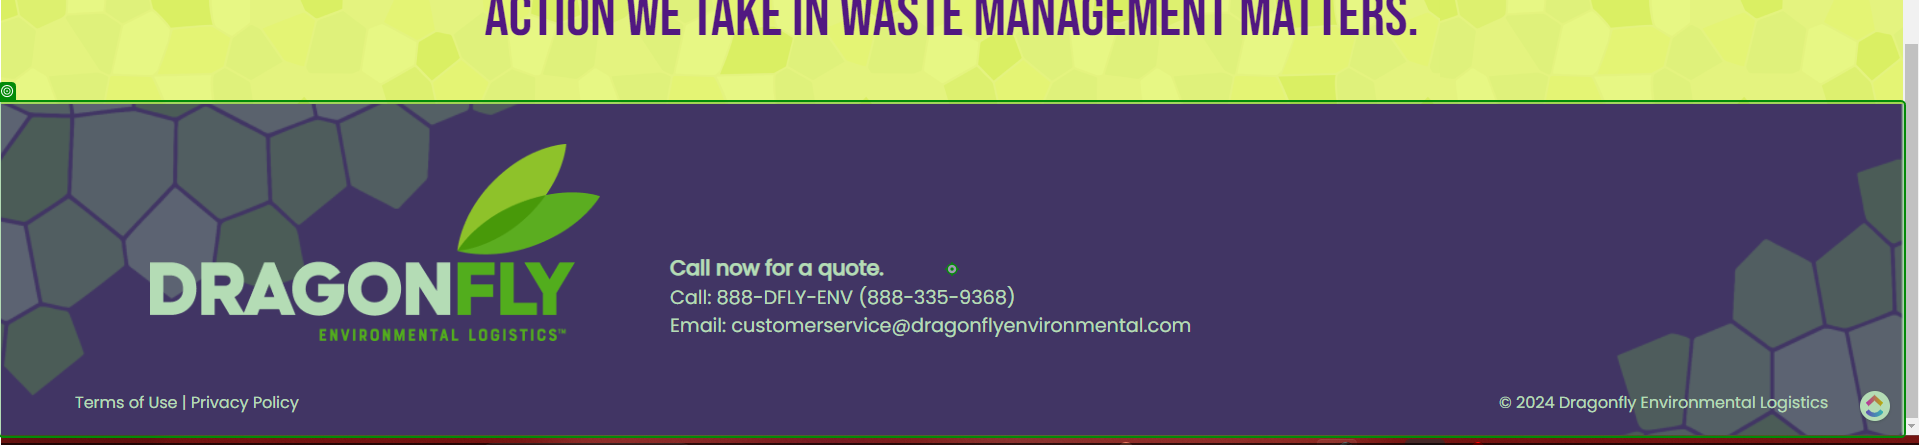 ACTION WE TAKE IN WASTE MANAGEMENT MATTERS.
DRAGONFLY
ENVIRONMENTAL LOGISTICS™
Call now for a quote.
Call: 888-DFLY-ENV (888-335-9368)
Email: customerservice@dragonflyenvironmental.com
Terms of Use | Privacy Policy
© 2024 Dragonfly Environmental Logistics